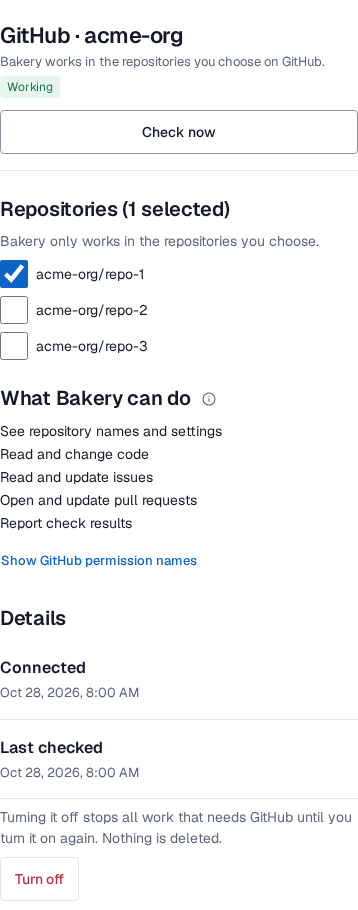 GitHub · acme-org
Bakery works in the repositories you choose on GitHub.
Working
Check now
Repositories (1 selected)
Bakery only works in the repositories you choose.
acme-org/repo-1
acme-org/repo-2
acme-org/repo-3
What Bakery can do
See repository names and settings
Read and change code
Read and update issues
Open and update pull requests
Report check results
Show GitHub permission names
Details
Connected
Oct 28, 2026, 8:00 AM
Last checked
Oct 28, 2026, 8:00 AM
Turning it off stops all work that needs GitHub until you
turn it on again. Nothing is deleted.
Turn off